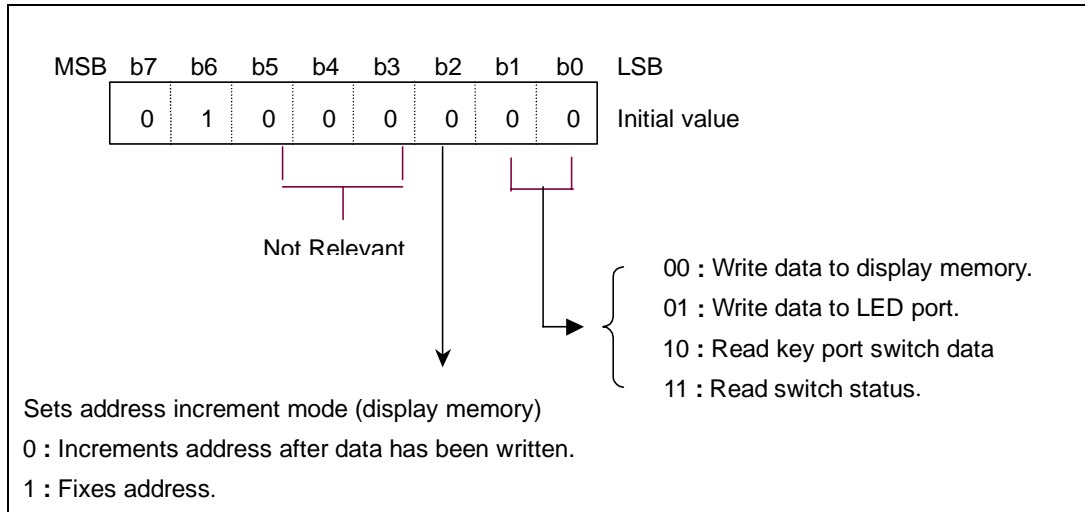 MSB b7 b6 b5 b4 b3 b2 b1 b0 LSB
0 1 0 0 0 0 0 0 Initial value
Not Relevant
00 : Write data to display memory.
01 : Write data to LED port.
10 : Read key port switch data
11 : Read switch status.
Sets address increment mode (display memory)
0 : Increments address after data has been written.
1 : Fixes address.